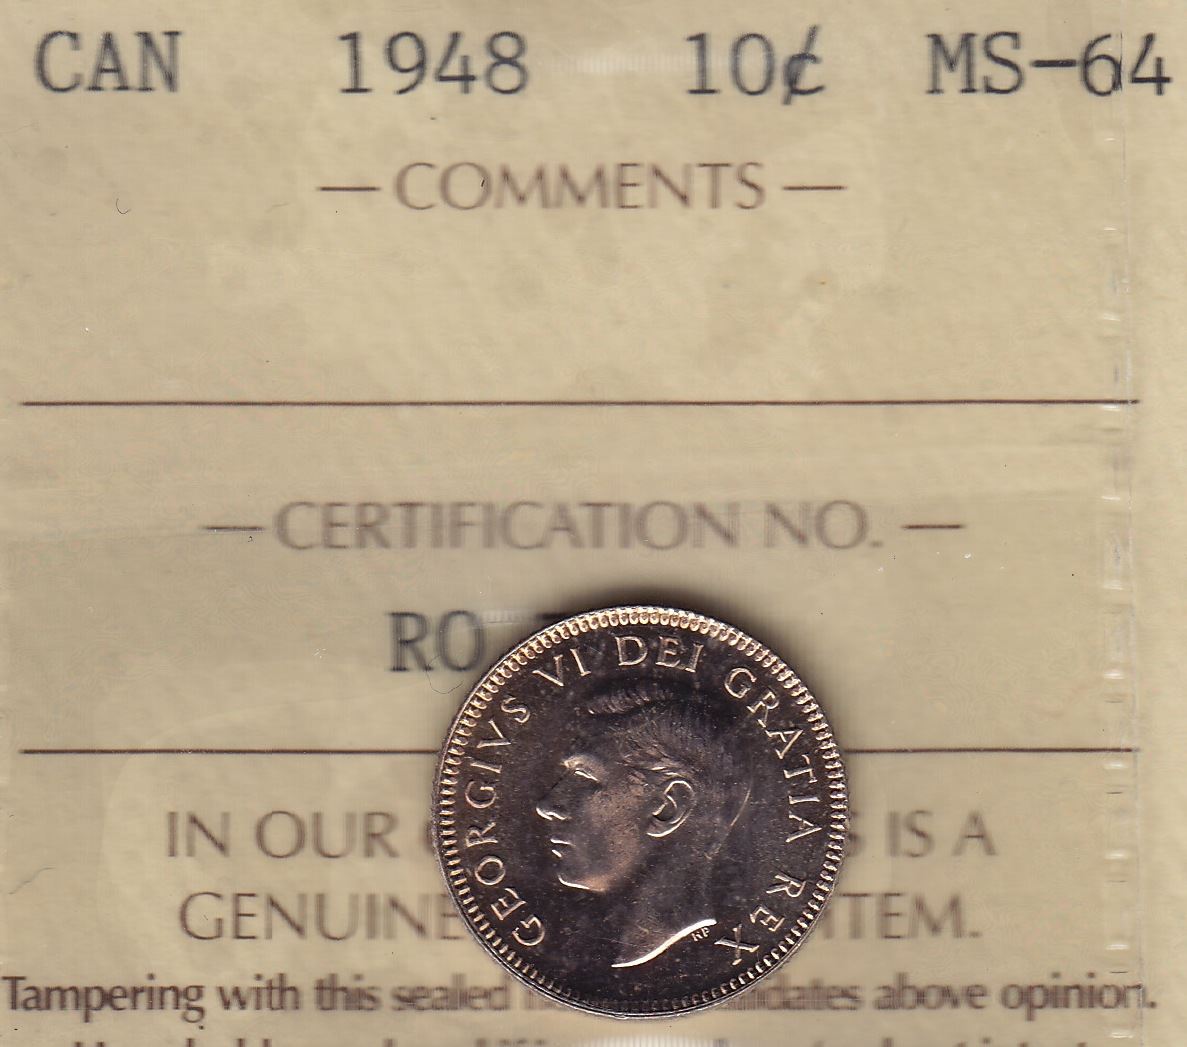 CAN 1948 10¢ MS-64
— COMMENTS —
— CERTIFICATION NO. —
RO
GEORGIVS VI DEI GRATIA REX
HP
IN OUR IS A
GENUINE ITEM.
Tampering with this sealed above opinion.